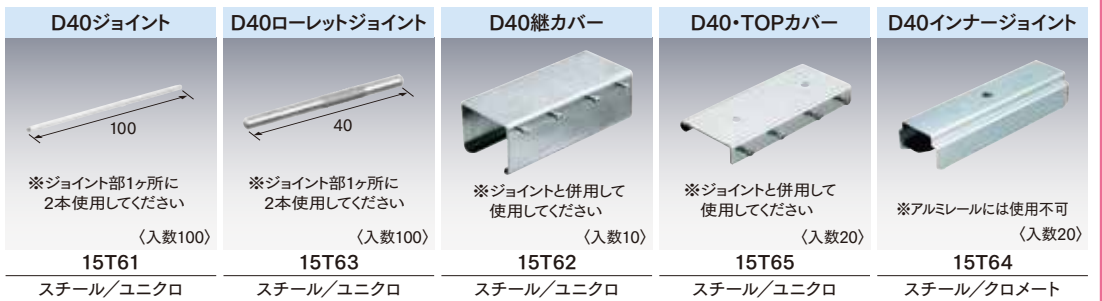 D40ジョイント
100
※ジョイント部1ヶ所に
2本使用してください
〈入数100〉
15T61
スチール/ユニクロ
D40ローレットジョイント
40
※ジョイント部1ヶ所に
2本使用してください
〈入数100〉
15T63
スチール/ユニクロ
D40継カバー
※ジョイントと併用して
使用してください
〈入数10〉
15T62
スチール/ユニクロ
D40・TOPカバー
※ジョイントと併用して
使用してください
〈入数20〉
15T65
スチール/ユニクロ
D40インナージョイント
※アルミレールには使用不可
〈入数20〉
15T64
スチール/クロメート